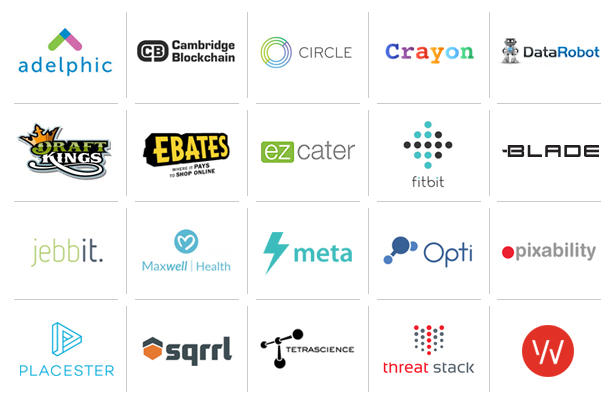 adelphic
CB Cambridge
Blockchain
CIRCLE
Crayon
DataRobot
DRAFT
KINGS
EBATES
WHERE IT PAYS
TO SHOP ONLINE
ez cater
fitbit
BLADE
jebbit.
Maxwell | Health
meta
Opti
pixability
PLACESTER
sqrrl
TETRASCIENCE
threat stack
W